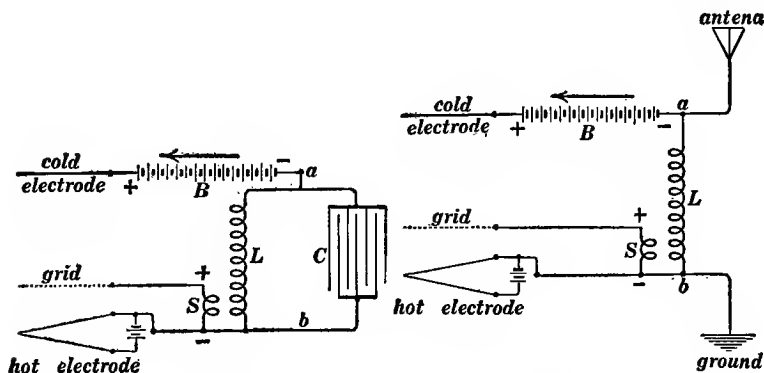 cold
electrode
+
B
-
a
grid
+
S
-
L
C
b
hot electrode
antena
cold
electrode
+
B
-
a
grid
+
S
-
L
b
hot electrode
ground